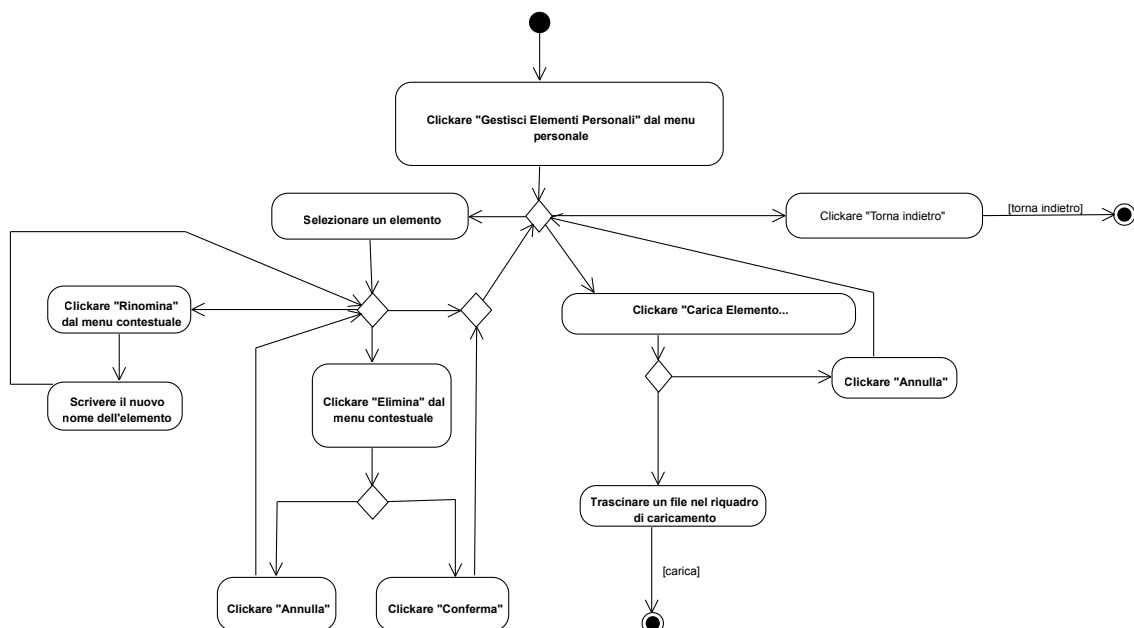 Clickare "Gestisci Elementi Personali" dal menu
personale
Selezionare un elemento
Clickare "Torna indietro"
[torna indietro]
Clickare "Rinomina"
dal menu contestuale
Clickare "Carica Elemento...
Scrivere il nuovo
nome dell'elemento
Clickare "Elimina" dal
menu contestuale
Clickare "Annulla"
Trascinare un file nel riquadro
di caricamento
[carica]
Clickare "Annulla"
Clickare "Conferma"